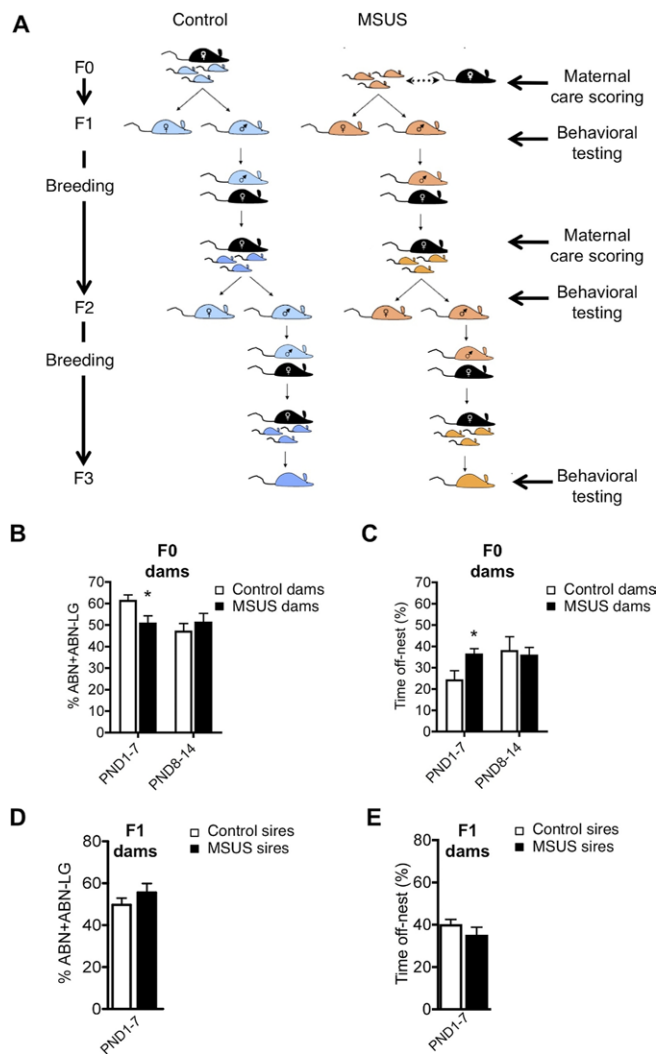 A
Control
MSUS
F0
Maternal
care scoring
F1
Behavioral
testing
Breeding
Maternal
care scoring
F2
Behavioral
testing
Breeding
F3
Behavioral
testing
B
F0
dams
Control dams
MSUS dams
*
% ABN+ABN-LG
70
60
50
40
30
20
10
0
PND1-7
PND8-14
C
F0
dams
Control dams
MSUS dams
*
Time off-nest (%)
70
60
50
40
30
20
10
0
PND1-7
PND8-14
D
F1
dams
Control sires
MSUS sires
% ABN+ABN-LG
80
60
40
20
0
PND1-7
E
F1
dams
Control sires
MSUS sires
Time off-nest (%)
80
60
40
20
0
PND1-7